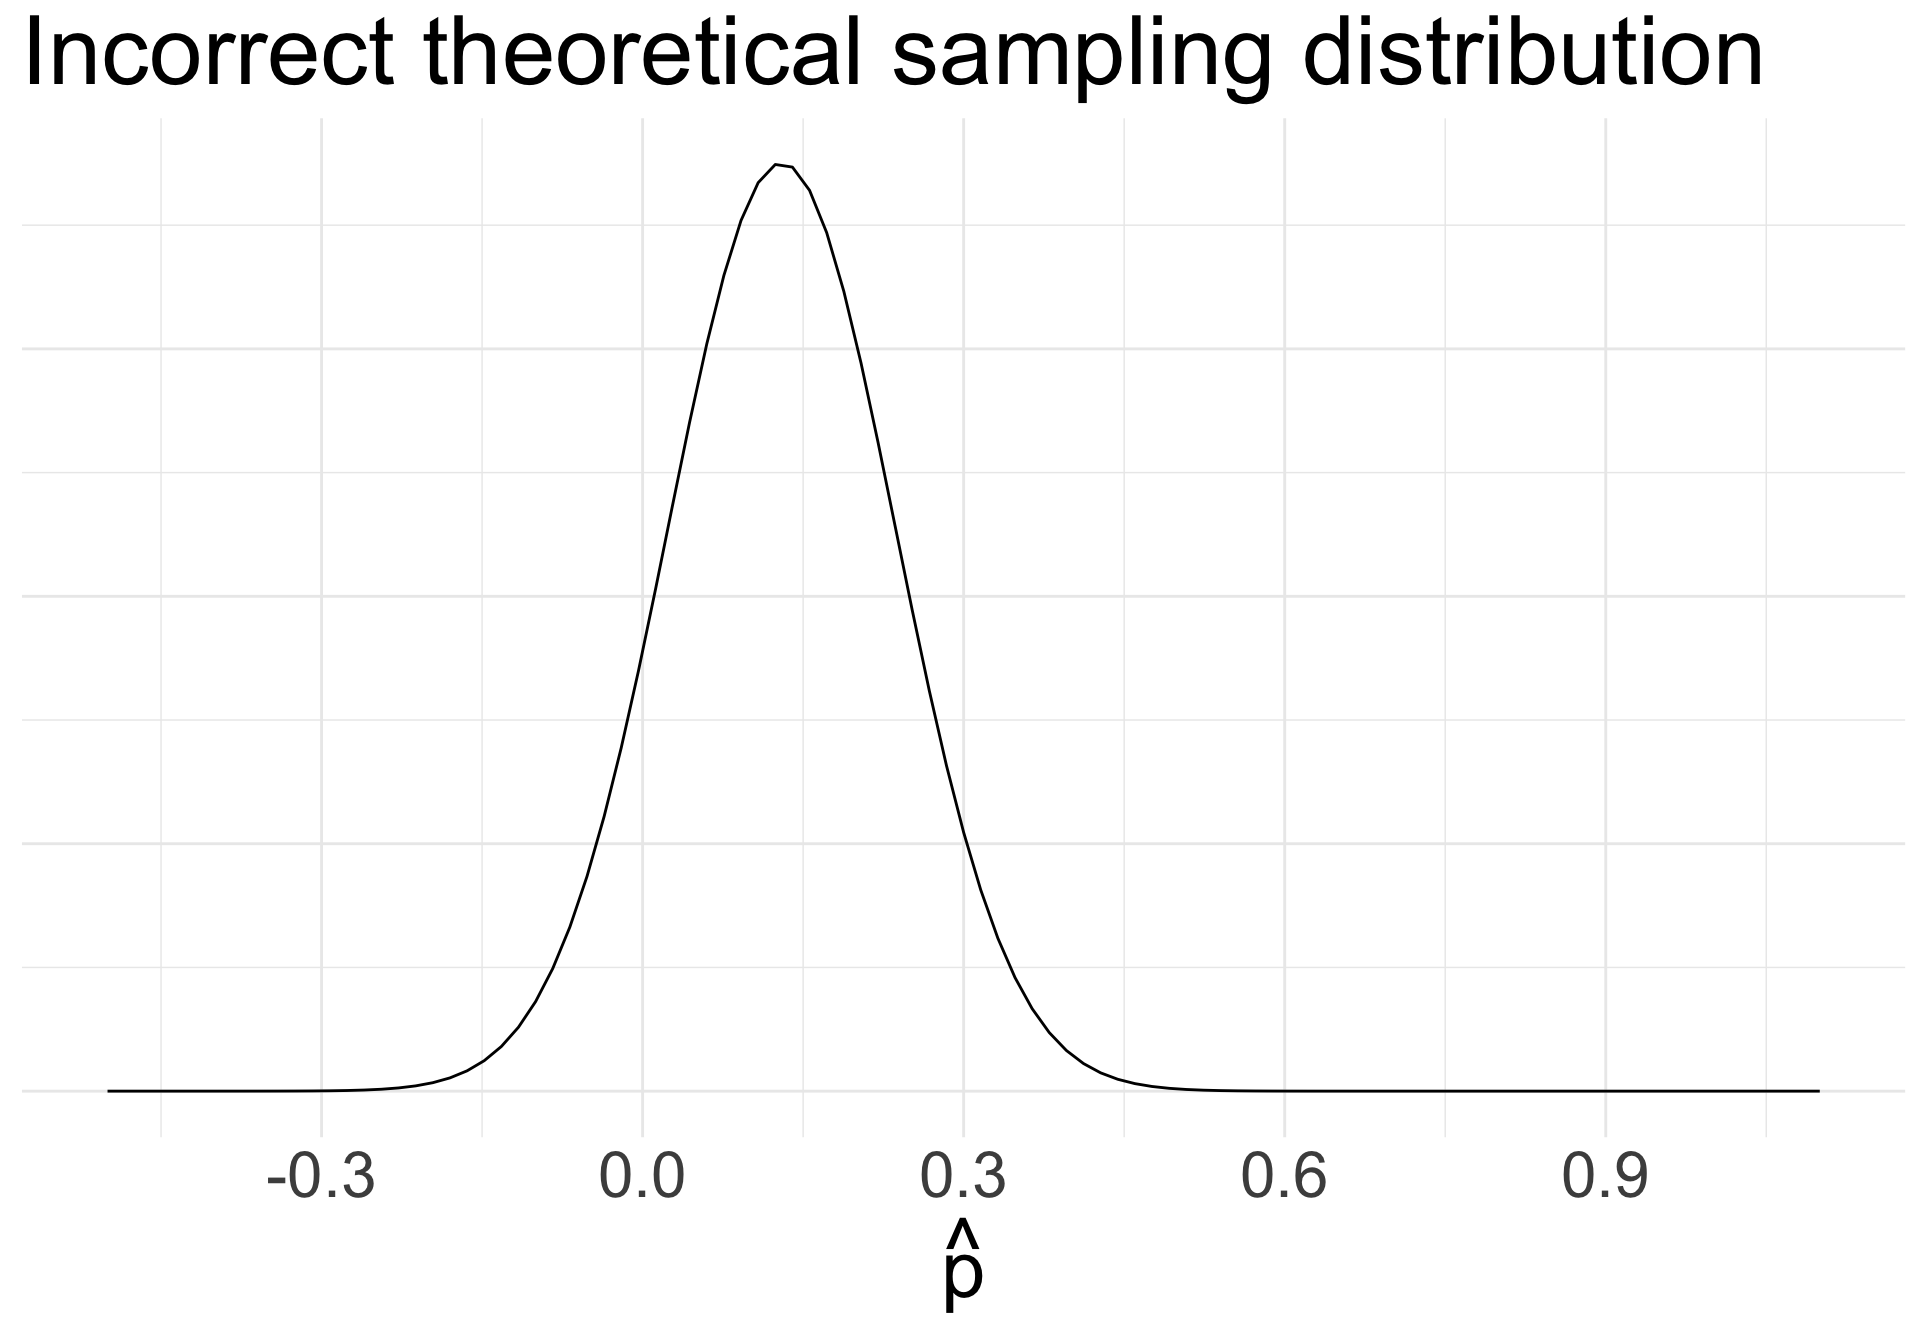 Incorrect theoretical sampling distribution
-0.3 0.0 0.3 0.6 0.9
p̂